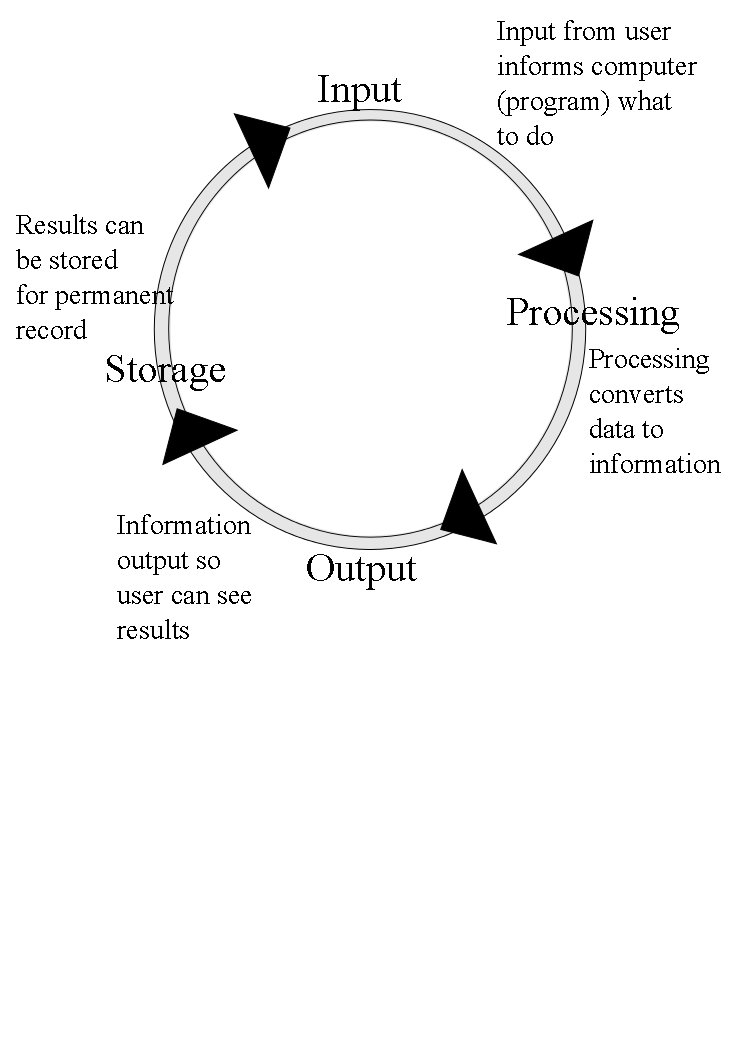 Input
Input from user
informs computer
(program) what
to do
Processing
Processing
converts
data to
information
Output
Information
output so
user can see
results
Storage
Results can
be stored
for permanent
record